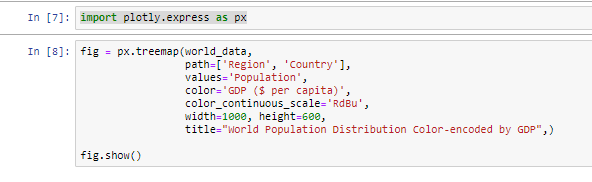 In [7]: import plotly.express as px
In [8]: fig = px.treemap(world_data,
path=['Region', 'Country'],
values='Population',
color='GDP ($ per capita)',
color_continuous_scale='RdBu',
width=1000, height=600,
title="World Population Distribution Color-encoded by GDP",)
fig.show()